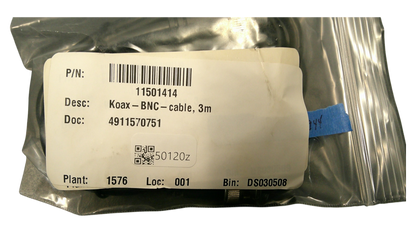 P/N:
11501414
Desc: Koax-BNC-cable, 3m
Doc: 4911570751
50120z
Plant: 1576 Loc: 001 Bin: DS030508